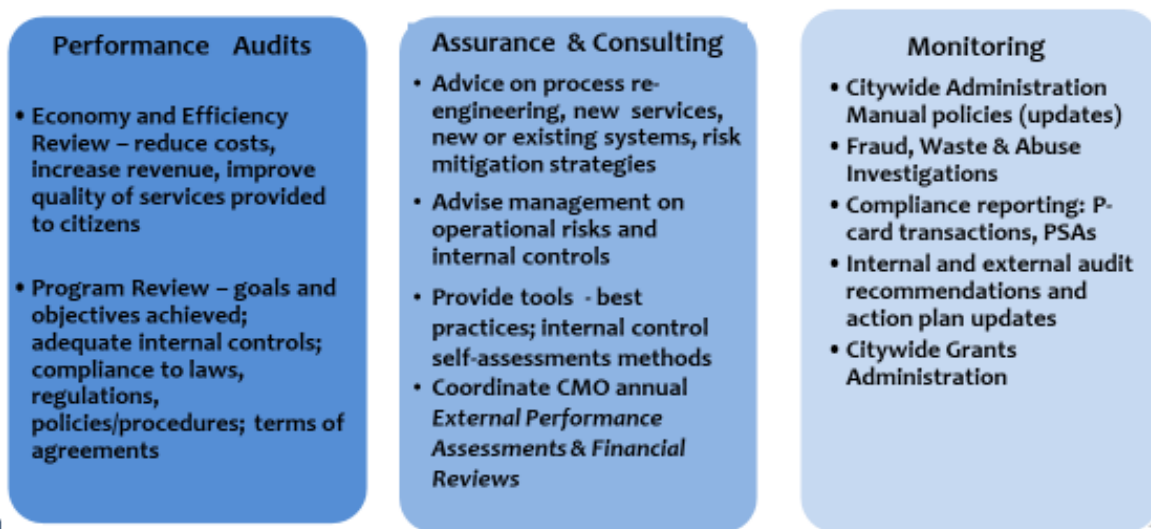 Performance Audits
• Economy and Efficiency
Review – reduce costs,
increase revenue, improve
quality of services provided
to citizens
• Program Review – goals and
objectives achieved;
adequate internal controls;
compliance to laws,
regulations,
policies/procedures; terms of
agreements
Assurance & Consulting
• Advice on process re-
engineering, new services,
new or existing systems, risk
mitigation strategies
• Advise management on
operational risks and
internal controls
• Provide tools - best
practices; internal control
self-assessments methods
• Coordinate CMO annual
External Performance
Assessments & Financial
Reviews
Monitoring
• Citywide Administration
Manual policies (updates)
• Fraud, Waste & Abuse
Investigations
• Compliance reporting: P-
card transactions, PSAs
• Internal and external audit
recommendations and
action plan updates
• Citywide Grants
Administration